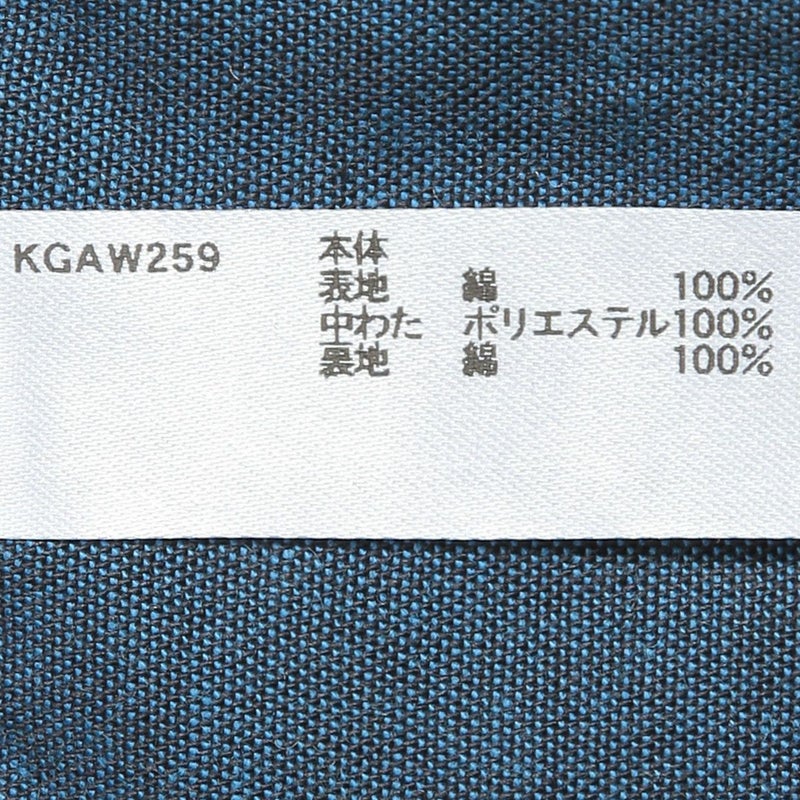 KGAW259 本体
表地 綿 100%
中わた ポリエステル100%
裏地 綿 100%